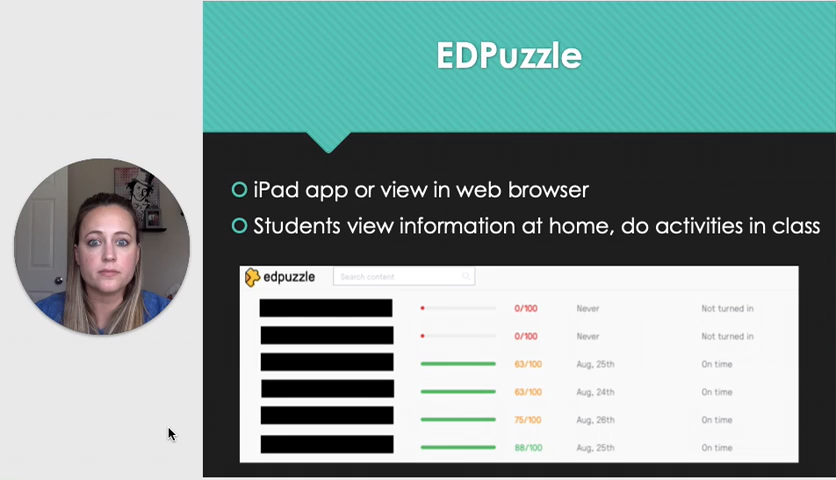 EDPuzzle
iPad app or view in web browser
Students view information at home, do activities in class
edpuzzle Search content
0/100 Never Not turned in
0/100 Never Not turned in
63/100 Aug, 25th On time
63/100 Aug, 24th On time
75/100 Aug, 26th On time
88/100 Aug, 25th On time